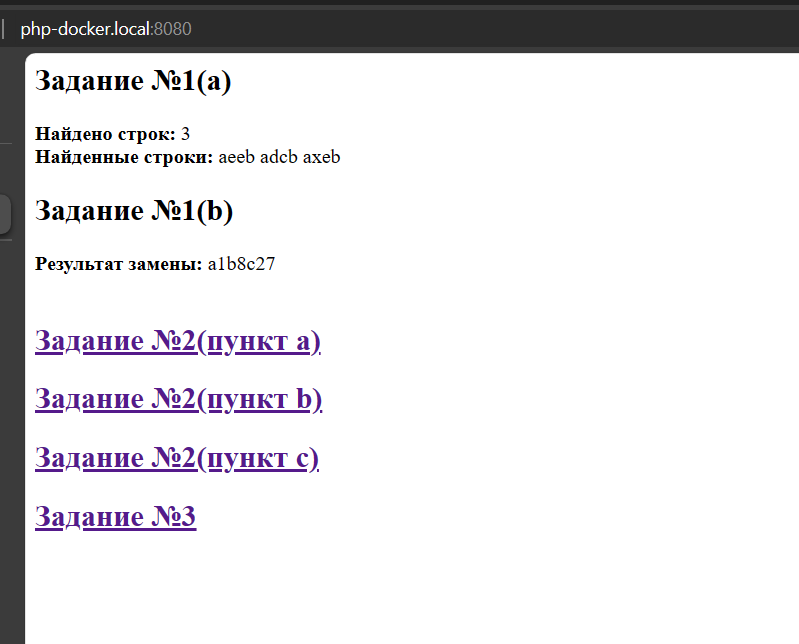 php-docker.local:8080
Задание №1(a)
Найдено строк: 3
Найденные строки: aeeb adcb axeb
Задание №1(b)
Результат замены: a1b8c27
Задание №2(пункт a)
Задание №2(пункт b)
Задание №2(пункт c)
Задание №3